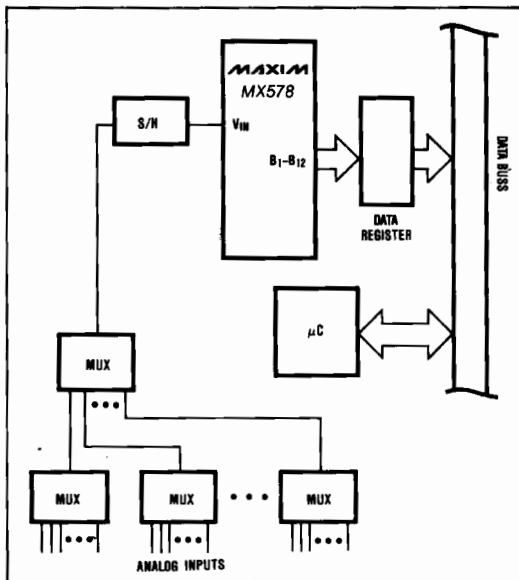 MAXIM
MX578
S/H
VIN
B1–B12
DATA
REGISTER
DATA BUSS
μC
MUX
MUX
MUX
MUX
ANALOG INPUTS